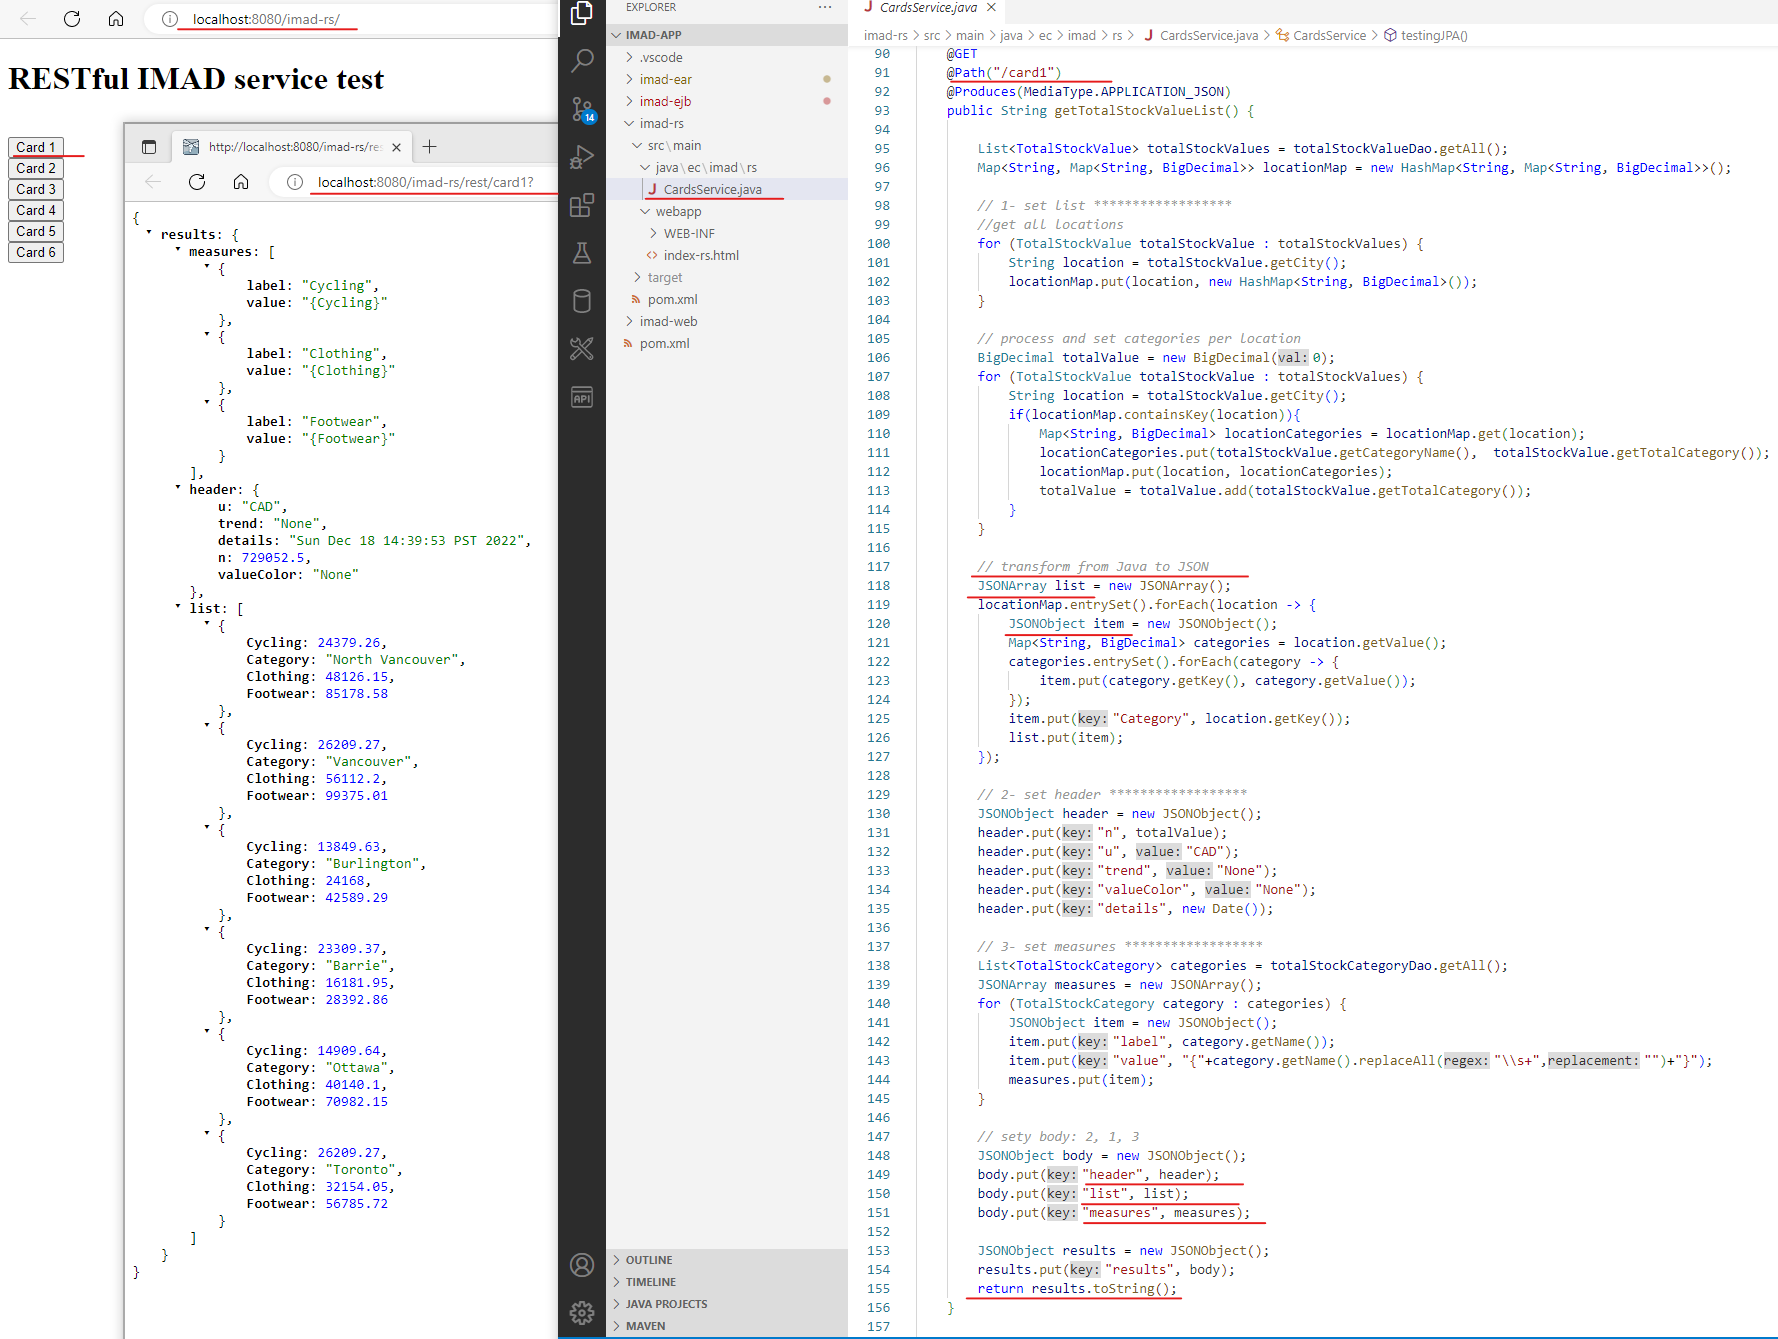 localhost:8080/imad-rs/
RESTful IMAD service test
Card 1
Card 2
Card 3
Card 4
Card 5
Card 6
http://localhost:8080/imad-rs/re
localhost:8080/imad-rs/rest/card1?
{
results: {
measures: [
{
label: "Cycling",
value: "{Cycling}"
},
{
label: "Clothing",
value: "{Clothing}"
},
{
label: "Footwear",
value: "{Footwear}"
}
],
header: {
u: "CAD",
trend: "None",
details: "Sun Dec 18 14:39:53 PST 2022",
n: 729052.5,
valueColor: "None"
},
list: [
{
Cycling: 24379.26,
Category: "North Vancouver",
Clothing: 48126.15,
Footwear: 85178.58
},
{
Cycling: 26209.27,
Category: "Vancouver",
Clothing: 56112.2,
Footwear: 99375.01
},
{
Cycling: 13849.63,
Category: "Burlington",
Clothing: 24168,
Footwear: 42589.29
},
{
Cycling: 23309.37,
Category: "Barrie",
Clothing: 16181.95,
Footwear: 28392.86
},
{
Cycling: 14909.64,
Category: "Ottawa",
Clothing: 40140.1,
Footwear: 70982.15
},
{
Cycling: 26209.27,
Category: "Toronto",
Clothing: 32154.05,
Footwear: 56785.72
}
]
}
}
14
API
EXPLORER ...
IMAD-APP
.vscode
imad-ear
imad-ejb
imad-rs
src\main
java\ec\imad\rs
J CardsService.java
webapp
WEB-INF
<> index-rs.html
target
pom.xml
imad-web
pom.xml
OUTLINE
TIMELINE
JAVA PROJECTS
MAVEN
J CardsService.java
imad-rs > src > main > java > ec > imad > rs > J CardsService.java > CardsService > testingJPA()
90 @GET
91 @Path("/card1")
92 @Produces(MediaType.APPLICATION_JSON)
93 public String getTotalStockValueList() {
94
95 List<TotalStockValue> totalStockValues = totalStockValueDao.getAll();
96 Map<String, Map<String, BigDecimal>> locationMap = new HashMap<String, Map<String, BigDecimal>>();
97
98 // 1- set list ******************
99 //get all locations
100 for (TotalStockValue totalStockValue : totalStockValues) {
101 String location = totalStockValue.getCity();
102 locationMap.put(location, new HashMap<String, BigDecimal>());
103 }
104
105 // process and set categories per location
106 BigDecimal totalValue = new BigDecimal(val: 0);
107 for (TotalStockValue totalStockValue : totalStockValues) {
108 String location = totalStockValue.getCity();
109 if(locationMap.containsKey(location)){
110 Map<String, BigDecimal> locationCategories = locationMap.get(location);
111 locationCategories.put(totalStockValue.getCategoryName(),  totalStockValue.getTotalCategory());
112 locationMap.put(location, locationCategories);
113 totalValue = totalValue.add(totalStockValue.getTotalCategory());
114 }
115 }
116
117 // transform from Java to JSON
118 JSONArray list = new JSONArray();
119 locationMap.entrySet().forEach(location -> {
120 JSONObject item = new JSONObject();
121 Map<String, BigDecimal> categories = location.getValue();
122 categories.entrySet().forEach(category -> {
123 item.put(category.getKey(), category.getValue());
124 });
125 item.put(key: "Category", location.getKey());
126 list.put(item);
127 });
128
129 // 2- set header ******************
130 JSONObject header = new JSONObject();
131 header.put(key: "n", totalValue);
132 header.put(key: "u", value: "CAD");
133 header.put(key: "trend", value: "None");
134 header.put(key: "valueColor", value: "None");
135 header.put(key: "details", new Date());
136
137 // 3- set measures ******************
138 List<TotalStockCategory> categories = totalStockCategoryDao.getAll();
139 JSONArray measures = new JSONArray();
140 for (TotalStockCategory category : categories) {
141 JSONObject item = new JSONObject();
142 item.put(key: "label", category.getName());
143 item.put(key: "value", "{"+category.getName().replaceAll(regex: "\\s+",replacement: "")+"}");
144 measures.put(item);
145 }
146
147 // sety body: 2, 1, 3
148 JSONObject body = new JSONObject();
149 body.put(key: "header", header);
150 body.put(key: "list", list);
151 body.put(key: "measures", measures);
152
153 JSONObject results = new JSONObject();
154 results.put(key: "results", body);
155 return results.toString();
156 }
157